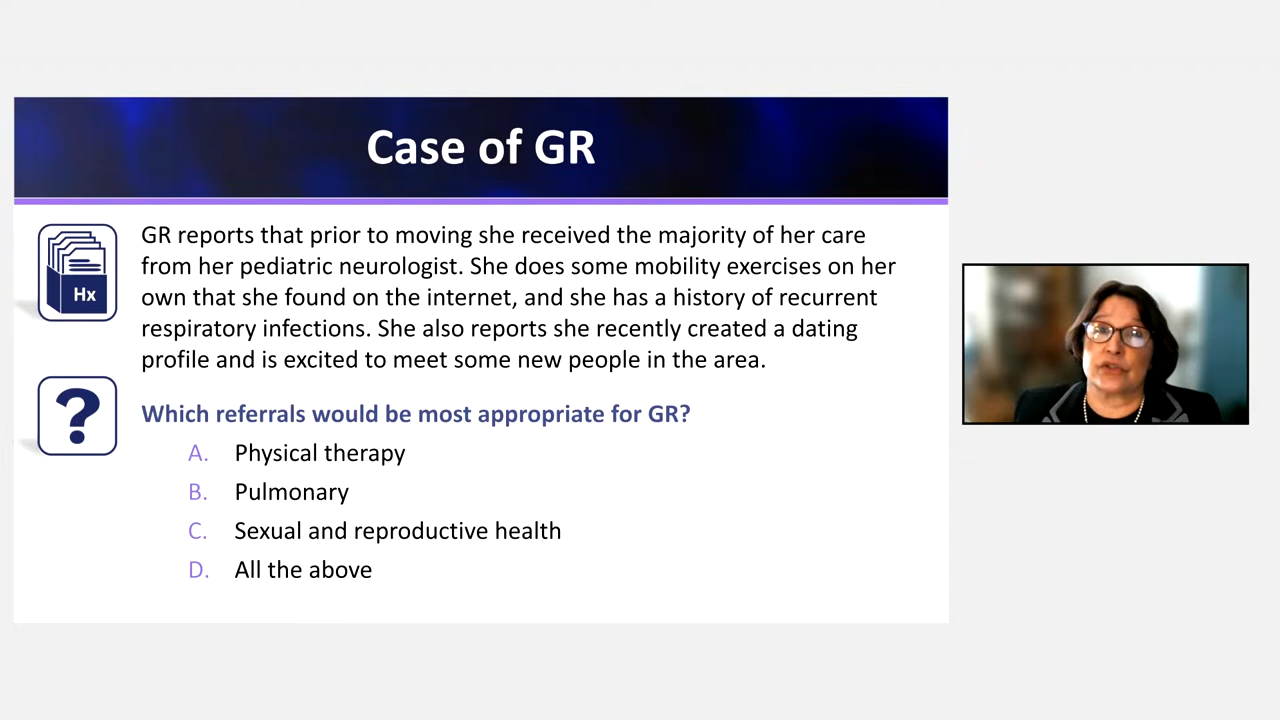 Case of GR
Hx
GR reports that prior to moving she received the majority of her care
from her pediatric neurologist. She does some mobility exercises on her
own that she found on the internet, and she has a history of recurrent
respiratory infections. She also reports she recently created a dating
profile and is excited to meet some new people in the area.
?
Which referrals would be most appropriate for GR?
A. Physical therapy
B. Pulmonary
C. Sexual and reproductive health
D. All the above